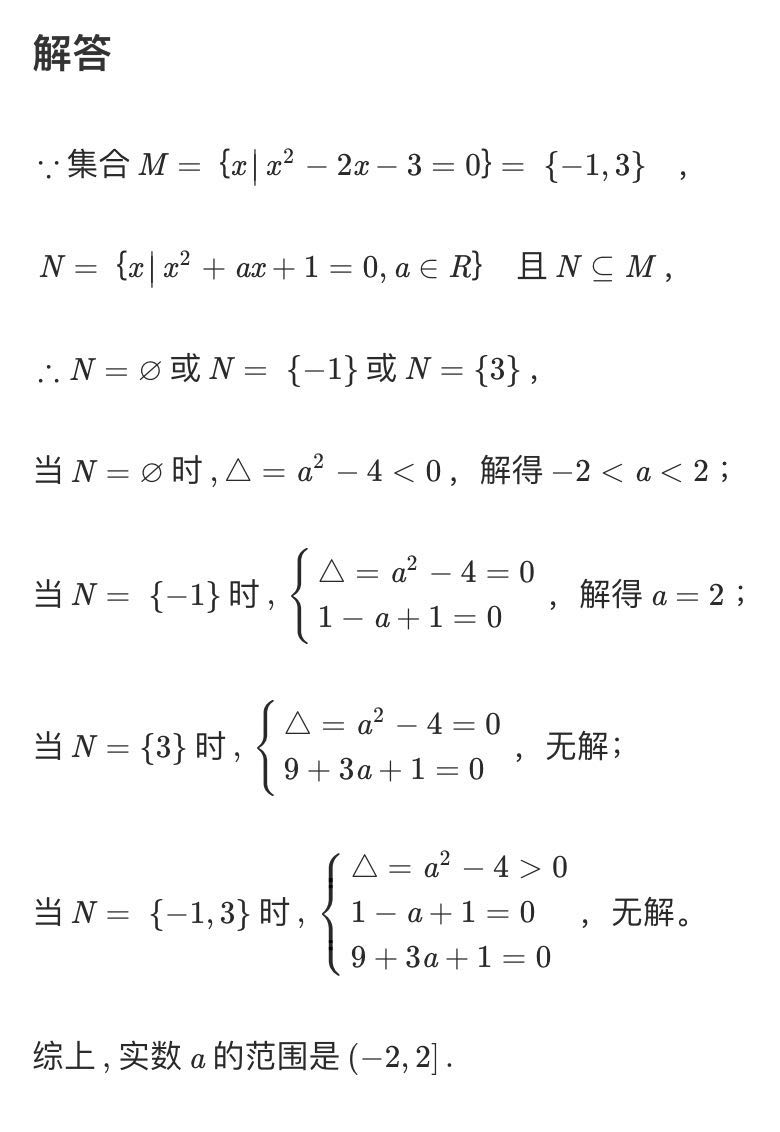 解答
∵集合 M = {x| x² − 2x − 3 = 0} = {−1, 3} ，
N = {x| x² + ax + 1 = 0, a ∈ R} 且 N ⊆ M ,
∴ N = ∅ 或 N = {−1} 或 N = {3} ,
当 N = ∅ 时 , △ = a² − 4 < 0 ，解得 −2 < a < 2 ；
当 N = {−1} 时 , { △ = a² − 4 = 0
1 − a + 1 = 0 ，解得 a = 2 ；
当 N = {3} 时 , { △ = a² − 4 = 0
9 + 3a + 1 = 0 ，无解；
当 N = {−1, 3} 时 , { △ = a² − 4 > 0
1 − a + 1 = 0 ，无解。
9 + 3a + 1 = 0
综上 , 实数 a 的范围是 (−2, 2] .